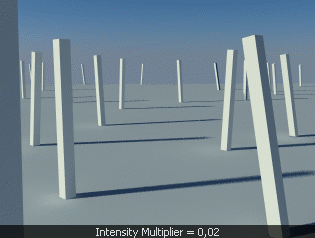 Intensity Multiplier = 0,02